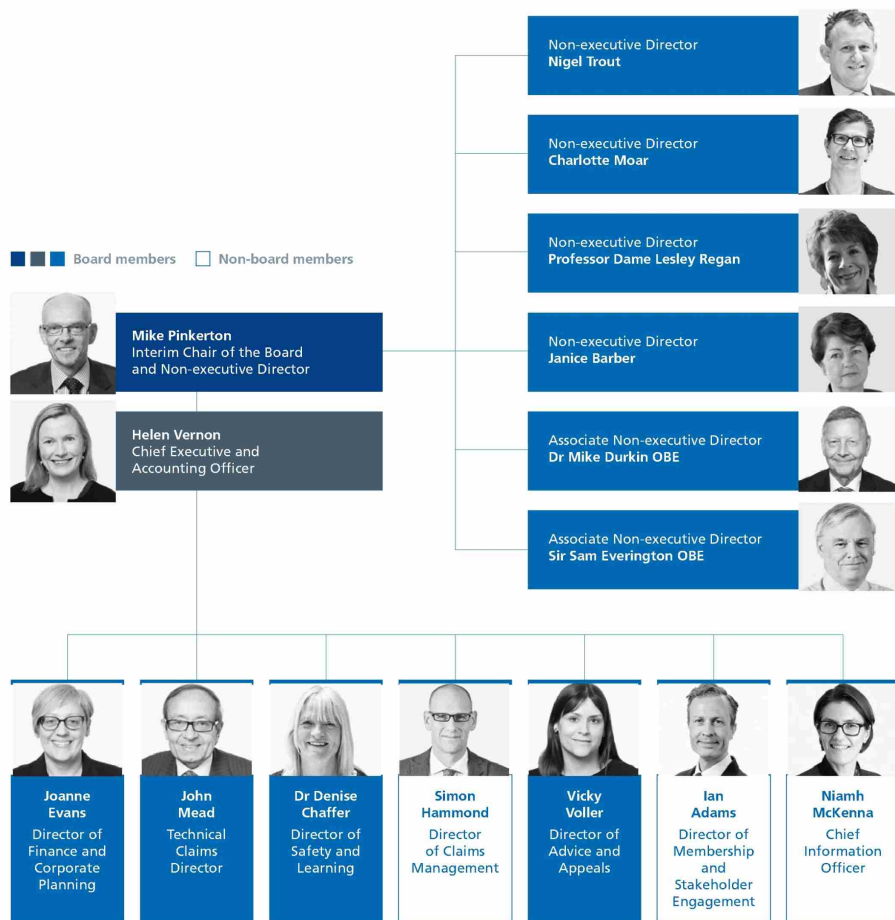 Non-executive Director
Nigel Trout
Non-executive Director
Charlotte Moar
Non-executive Director
Professor Dame Lesley Regan
Board members
Non-board members
Mike Pinkerton
Interim Chair of the Board
and Non-executive Director
Non-executive Director
Janice Barber
Helen Vernon
Chief Executive and
Accounting Officer
Associate Non-executive Director
Dr Mike Durkin OBE
Associate Non-executive Director
Sir Sam Everington OBE
Joanne
Evans
Director of
Finance and
Corporate
Planning
John
Mead
Technical
Claims
Director
Dr Denise
Chaffer
Director of
Safety and
Learning
Simon
Hammond
Director
of Claims
Management
Vicky
Voller
Director of
Advice and
Appeals
Ian
Adams
Director of
Membership
and
Stakeholder
Engagement
Niamh
McKenna
Chief
Information
Officer